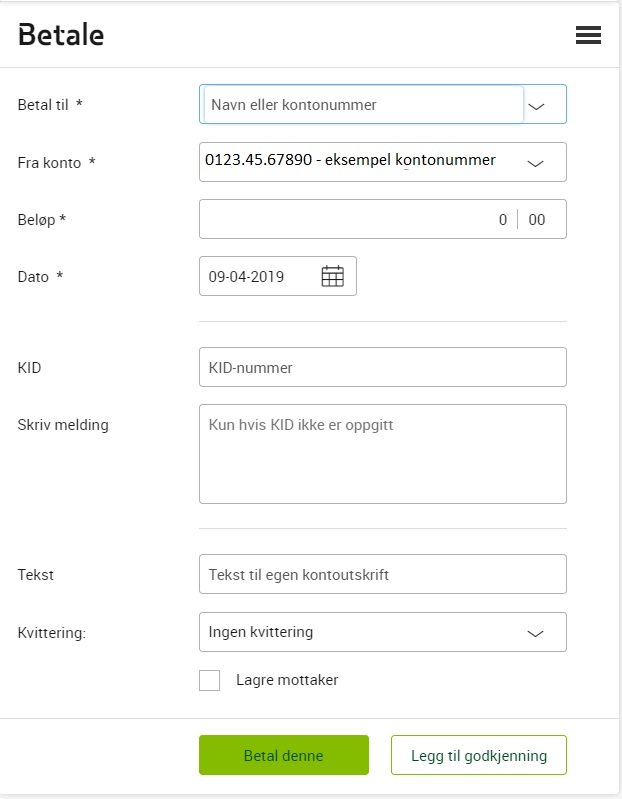 Betale
Betal til *
Navn eller kontonummer
Fra konto *
0123.45.67890 - eksempel kontonummer
Beløp *
0 00
Dato *
09-04-2019
KID
KID-nummer
Skriv melding
Kun hvis KID ikke er oppgitt
Tekst
Tekst til egen kontoutskrift
Kvittering:
Ingen kvittering
Lagre mottaker
Betal denne
Legg til godkjenning